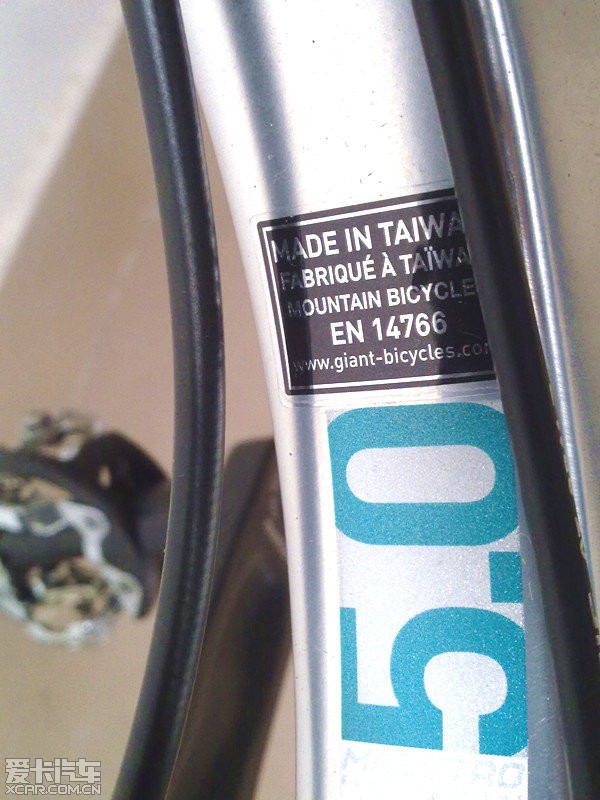 MADE IN TAIWA
FABRIQUÉ À TAÏWA
MOUNTAIN BICYCLE
EN 14766
www.giant-bicycles.co
5.0
爱卡汽车
XCAR.COM.CN